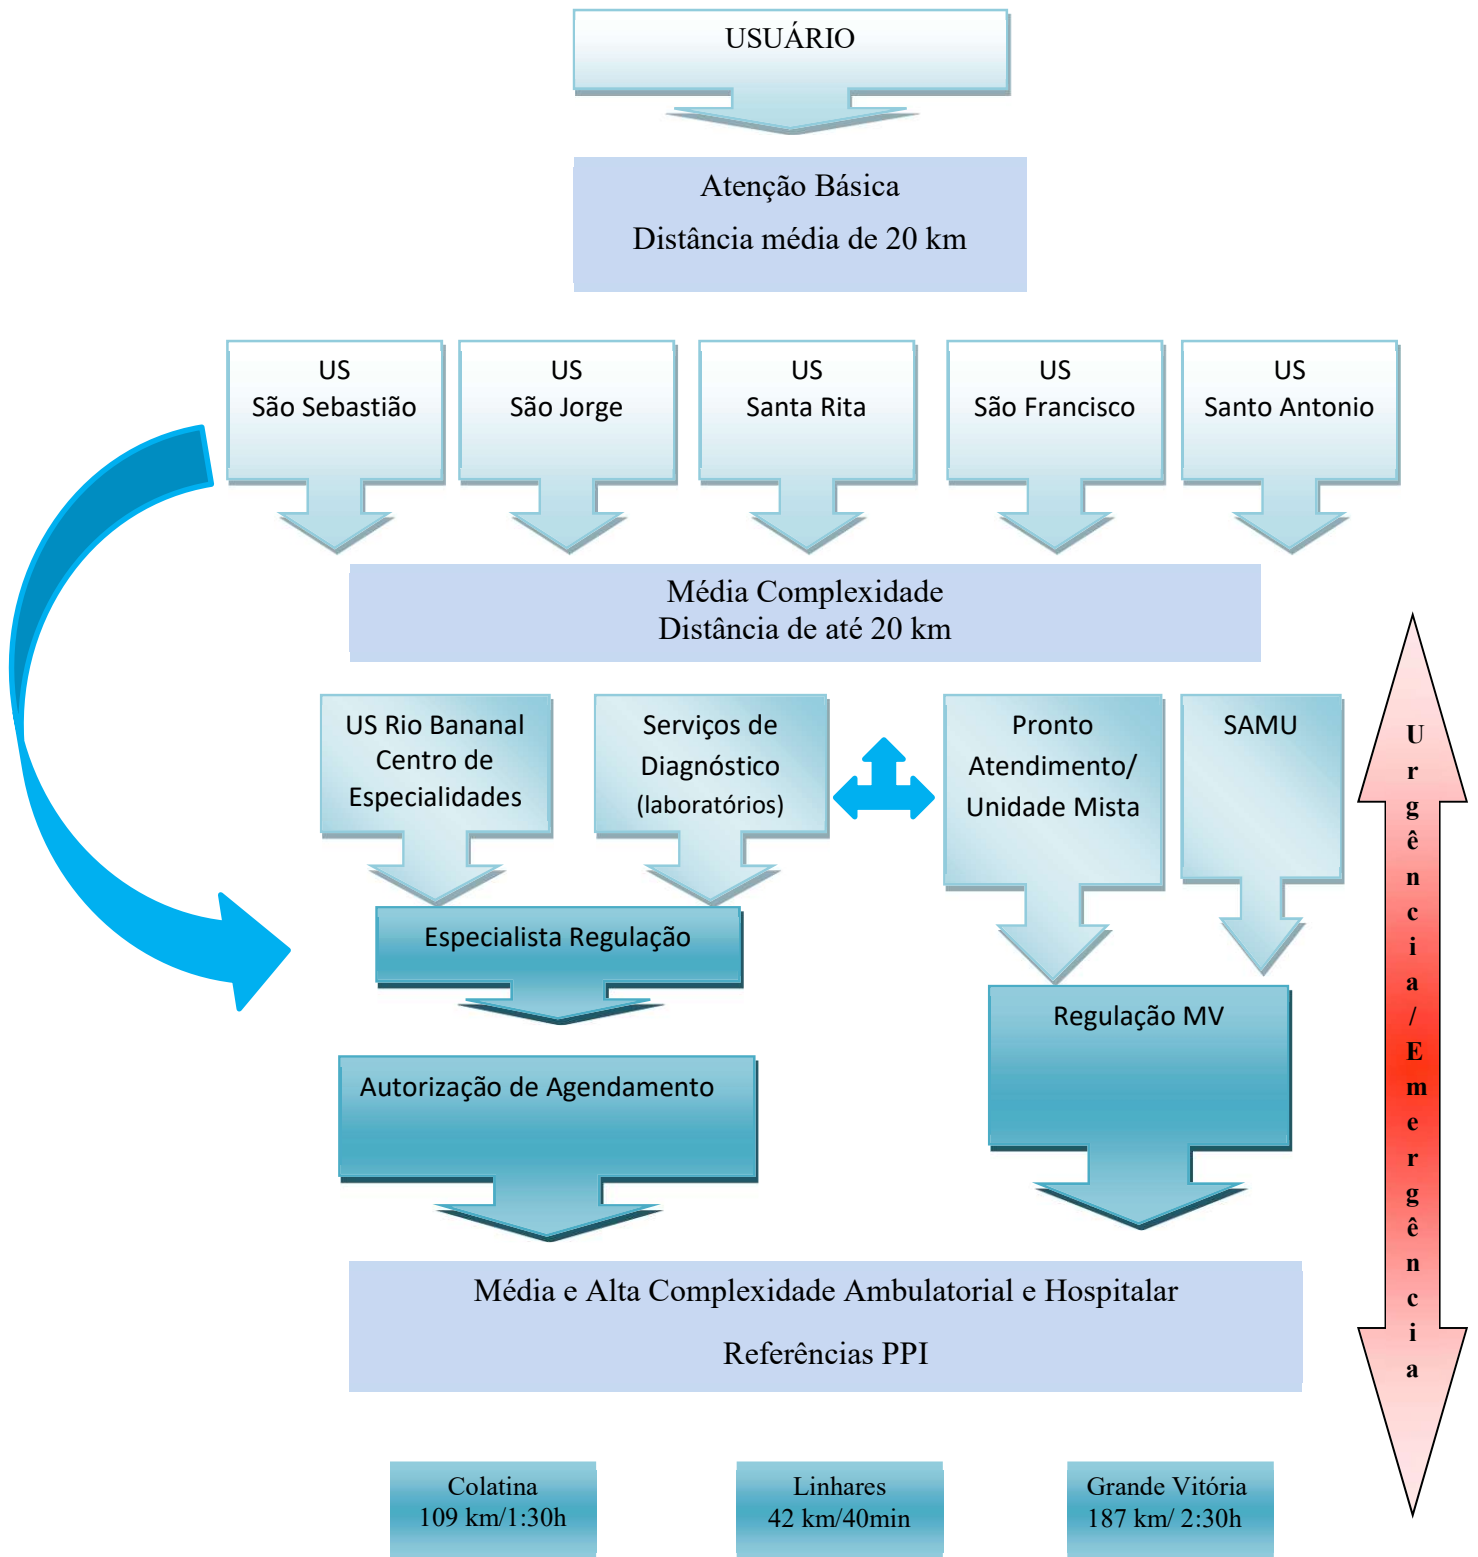 USUÁRIO
Atenção Básica
Distância média de 20 km
US
São Sebastião
US
São Jorge
US
Santa Rita
US
São Francisco
US
Santo Antonio
Média Complexidade
Distância de até 20 km
US Rio Bananal
Centro de
Especialidades
Serviços de
Diagnóstico
(laboratórios)
Pronto
Atendimento/
Unidade Mista
SAMU
Urgência/Emergência
Especialista Regulação
Regulação MV
Autorização de Agendamento
Média e Alta Complexidade Ambulatorial e Hospitalar
Referências PPI
Colatina
109 km/1:30h
Linhares
42 km/40min
Grande Vitória
187 km/ 2:30h